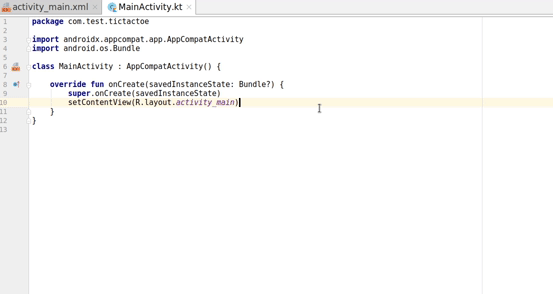 activity_main.xml
MainActivity.kt
1 package com.test.tictactoe
2
3 import androidx.appcompat.app.AppCompatActivity
4 import android.os.Bundle
5
6 class MainActivity : AppCompatActivity() {
7
8     override fun onCreate(savedInstanceState: Bundle?) {
9         super.onCreate(savedInstanceState)
10         setContentView(R.layout.activity_main)
11     }
12 }
13